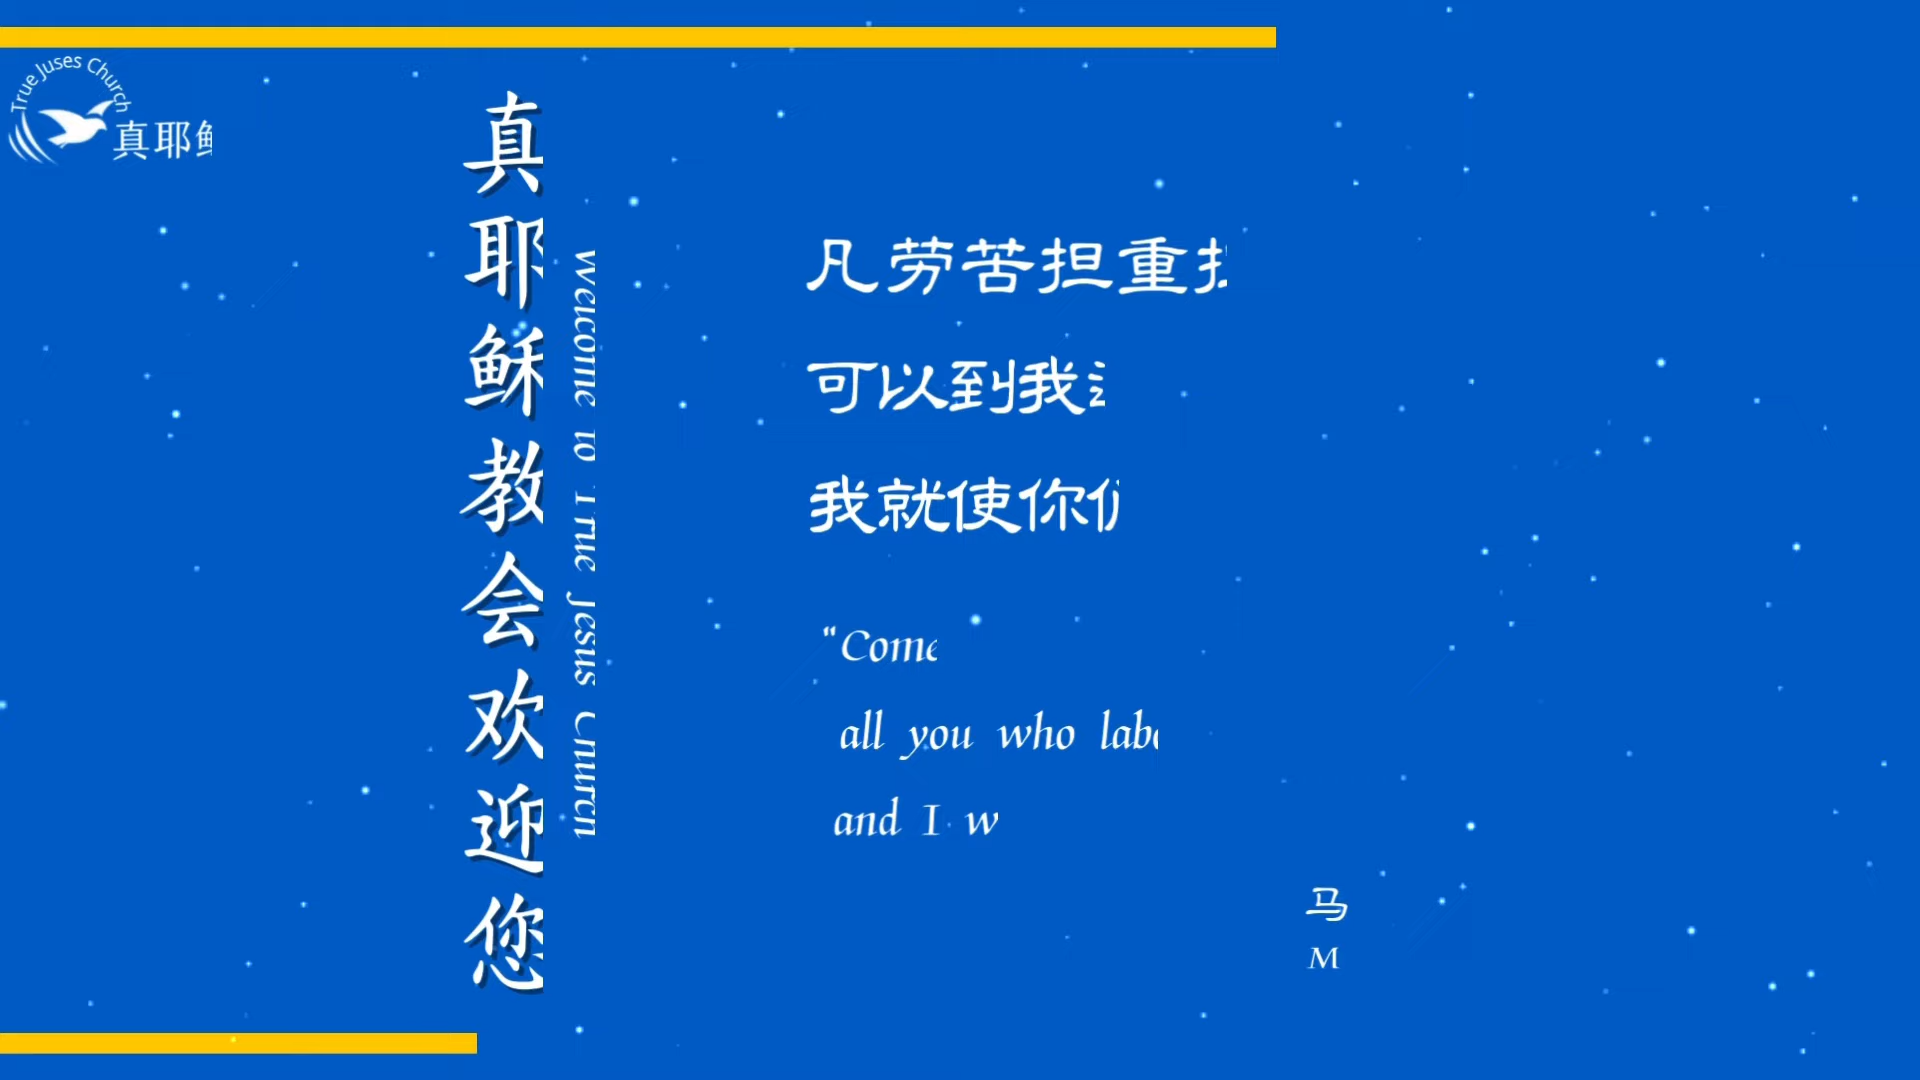 True Juses Church
真耶
真耶稣教会欢迎您
Welcome to True Jesus Church
凡劳苦担重
可以到我
我就使你
"Come
all you who
and I w
马
M